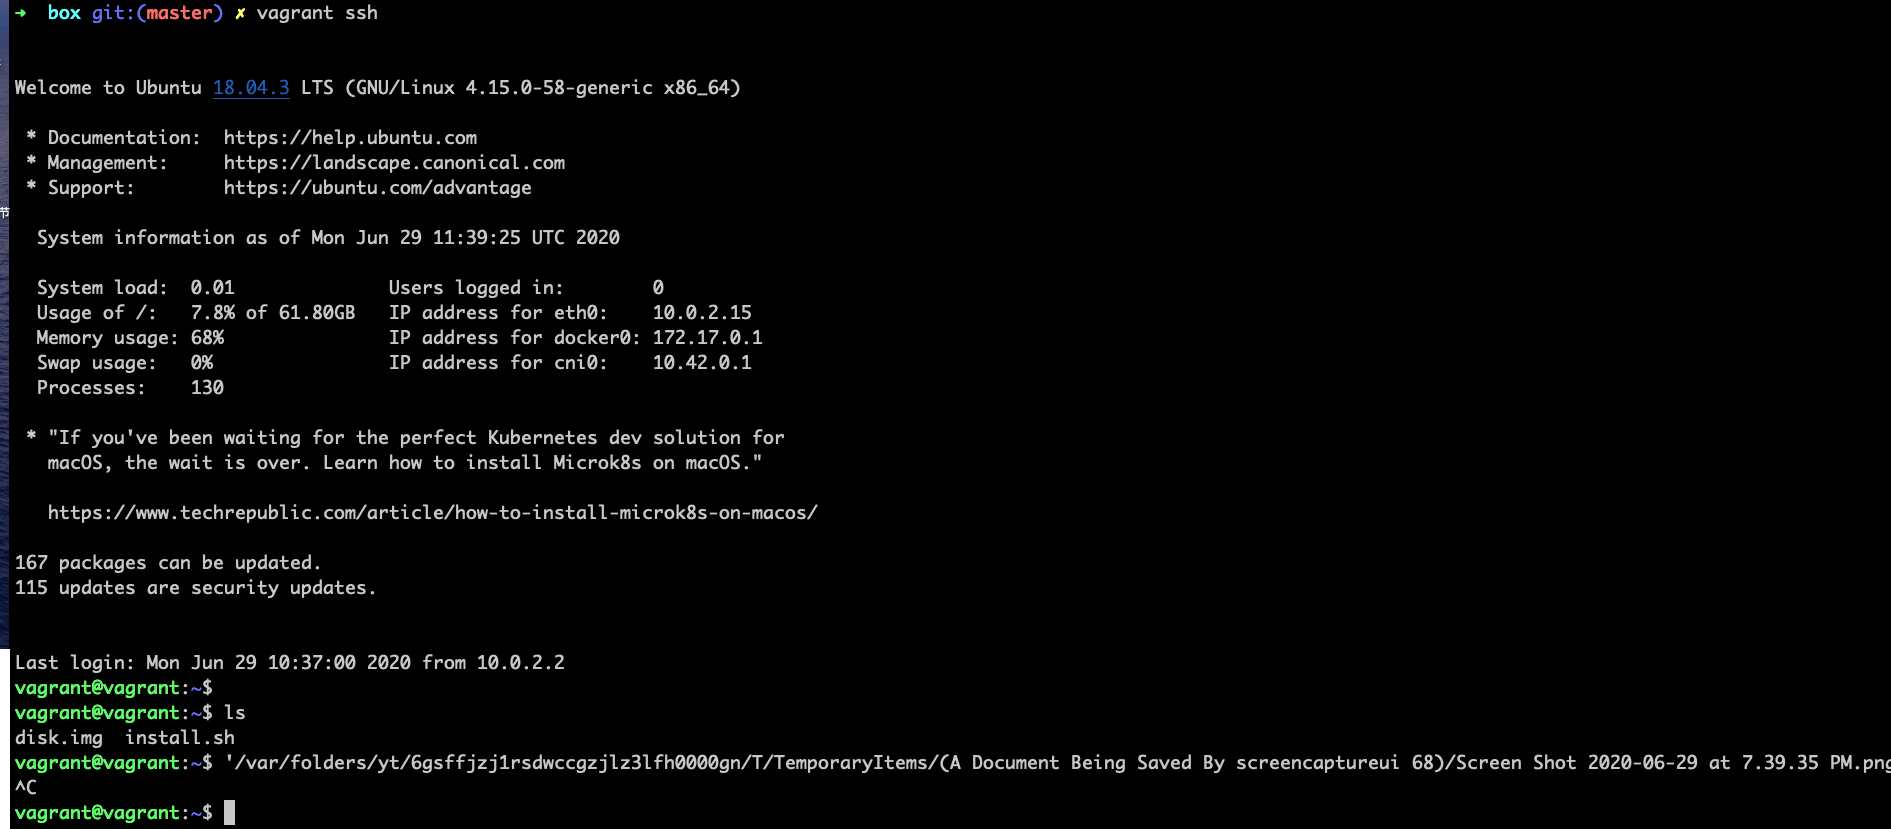 ➜  box git:(master) ✗ vagrant ssh
Welcome to Ubuntu 18.04.3 LTS (GNU/Linux 4.15.0-58-generic x86_64)
 * Documentation:  https://help.ubuntu.com
 * Management:     https://landscape.canonical.com
 * Support:        https://ubuntu.com/advantage
节
  System information as of Mon Jun 29 11:39:25 UTC 2020
  System load:  0.01              Users logged in:        0
  Usage of /:   7.8% of 61.80GB   IP address for eth0:    10.0.2.15
  Memory usage: 68%               IP address for docker0: 172.17.0.1
  Swap usage:   0%                IP address for cni0:    10.42.0.1
  Processes:    130
 * "If you've been waiting for the perfect Kubernetes dev solution for
   macOS, the wait is over. Learn how to install Microk8s on macOS."
   https://www.techrepublic.com/article/how-to-install-microk8s-on-macos/
167 packages can be updated.
115 updates are security updates.
Last login: Mon Jun 29 10:37:00 2020 from 10.0.2.2
vagrant@vagrant:~$
vagrant@vagrant:~$ ls
disk.img  install.sh
vagrant@vagrant:~$ '/var/folders/yt/6gsffjzj1rsdwccgzjlz3lfh0000gn/T/TemporaryItems/(A Document Being Saved By screencaptureui 68)/Screen Shot 2020-06-29 at 7.39.35 PM.png
^C
vagrant@vagrant:~$